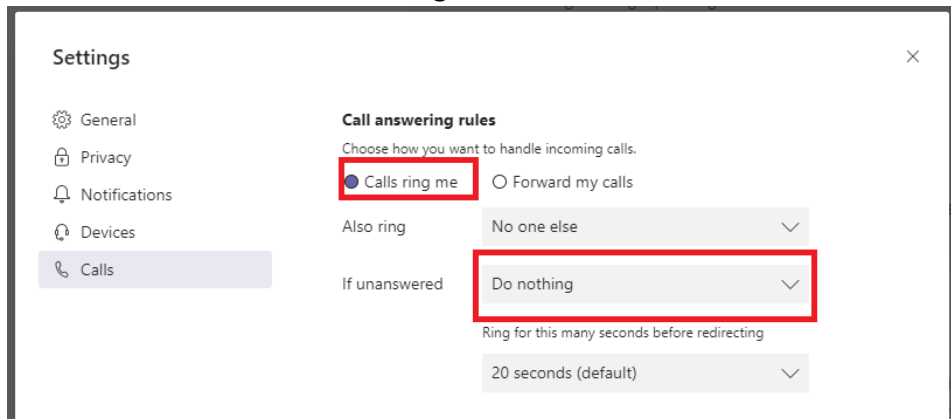 Settings
General
Privacy
Notifications
Devices
Calls
Call answering rules
Choose how you want to handle incoming calls.
Calls ring me
Forward my calls
Also ring
No one else
If unanswered
Do nothing
Ring for this many seconds before redirecting
20 seconds (default)